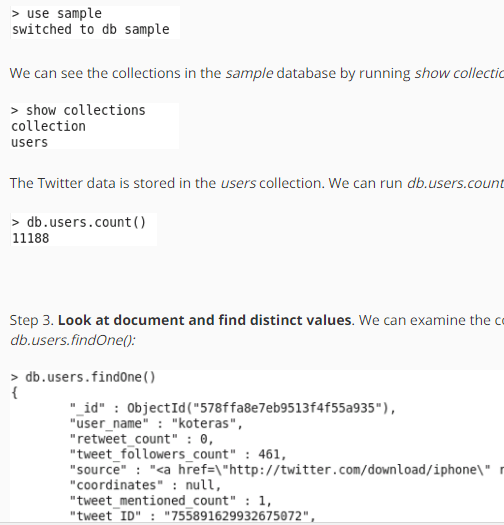 > use sample
switched to db sample
We can see the collections in the sample database by running show collectio
> show collections
collection
users
The Twitter data is stored in the users collection. We can run db.users.count
> db.users.count()
11188
Step 3. Look at document and find distinct values. We can examine the co
db.users.findOne():
> db.users.findOne()
{
"_id" : ObjectId("578ffa8e7eb9513f4f55a935"),
"user_name" : "koteras",
"retweet_count" : 0,
"tweet_followers_count" : 461,
"source" : "<a href=\"http://twitter.com/download/iphone\" r
"coordinates" : null,
"tweet_mentioned_count" : 1,
"tweet_ID" : "755891629932675072",